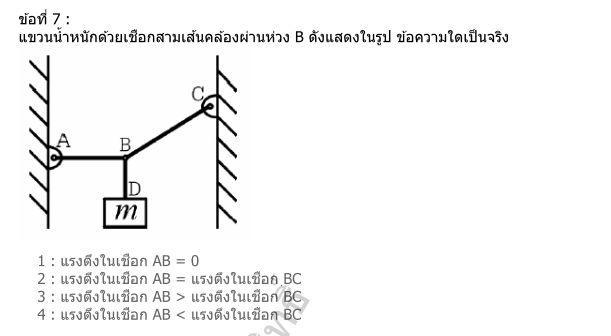 ข้อที่ 7 :
แขวนน้ำหนักด้วยเชือกสามเส้นคล้องผ่านห่วง B ดังแสดงในรูป ข้อความใดเป็นจริง
C
A
B
D
m
1 : แรงดึงในเชือก AB = 0
2 : แรงดึงในเชือก AB = แรงดึงในเชือก BC
3 : แรงดึงในเชือก AB > แรงดึงในเชือก BC
4 : แรงดึงในเชือก AB < แรงดึงในเชือก BC